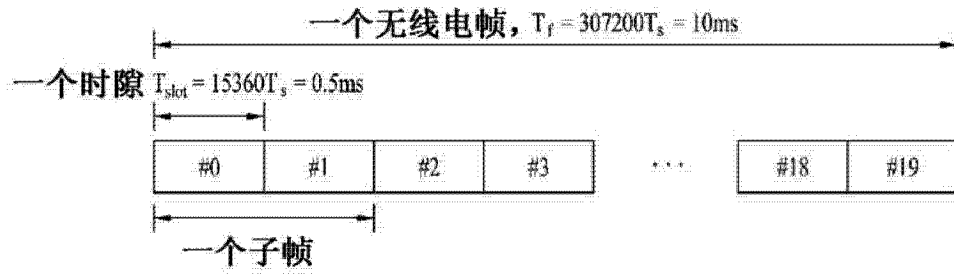 一个无线电帧，T_f = 307200T_s = 10ms
一个时隙 T_slot = 15360T_s = 0.5ms
#0 #1 #2 #3 ··· #18 #19
一个子帧